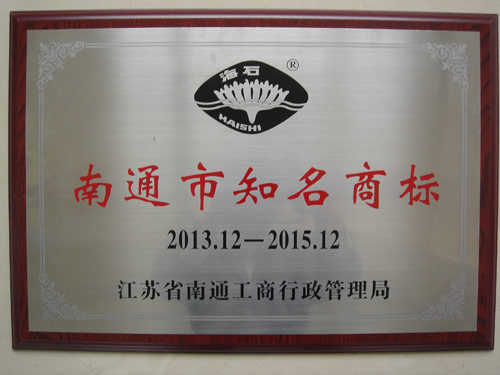 海石
®
HAISHI
南通市知名商标
2013.12—2015.12
江苏省南通工商行政管理局